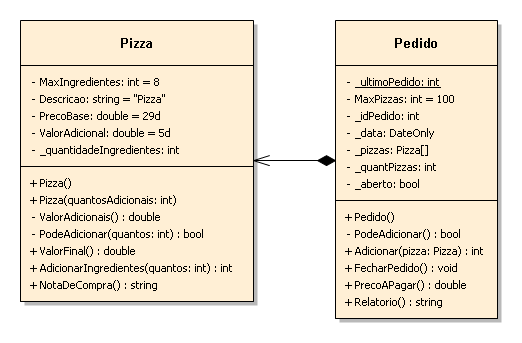 Pizza
- MaxIngredientes: int = 8
- Descricao: string = "Pizza"
- PrecoBase: double = 29d
- ValorAdicional: double = 5d
- _quantidadeIngredientes: int
+ Pizza()
+ Pizza(quantosAdicionais: int)
- ValorAdicionais() : double
- PodeAdicionar(quantos: int) : bool
+ ValorFinal() : double
+ AdicionarIngredientes(quantos: int) : int
+ NotaDeCompra() : string
Pedido
- _ultimoPedido: int
- MaxPizzas: int = 100
- _idPedido: int
- _data: DateOnly
- _pizzas: Pizza[]
- _quantPizzas: int
- _aberto: bool
+ Pedido()
- PodeAdicionar() : bool
+ Adicionar(pizza: Pizza) : int
+ FecharPedido() : void
+ PrecoAPagar() : double
+ Relatorio() : string